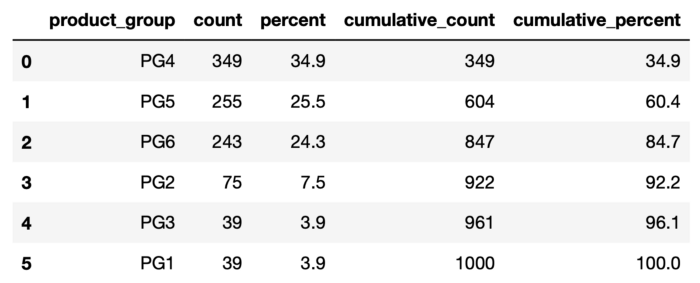 product_group count percent cumulative_count cumulative_percent
0 PG4 349 34.9 349 34.9
1 PG5 255 25.5 604 60.4
2 PG6 243 24.3 847 84.7
3 PG2 75 7.5 922 92.2
4 PG3 39 3.9 961 96.1
5 PG1 39 3.9 1000 100.0